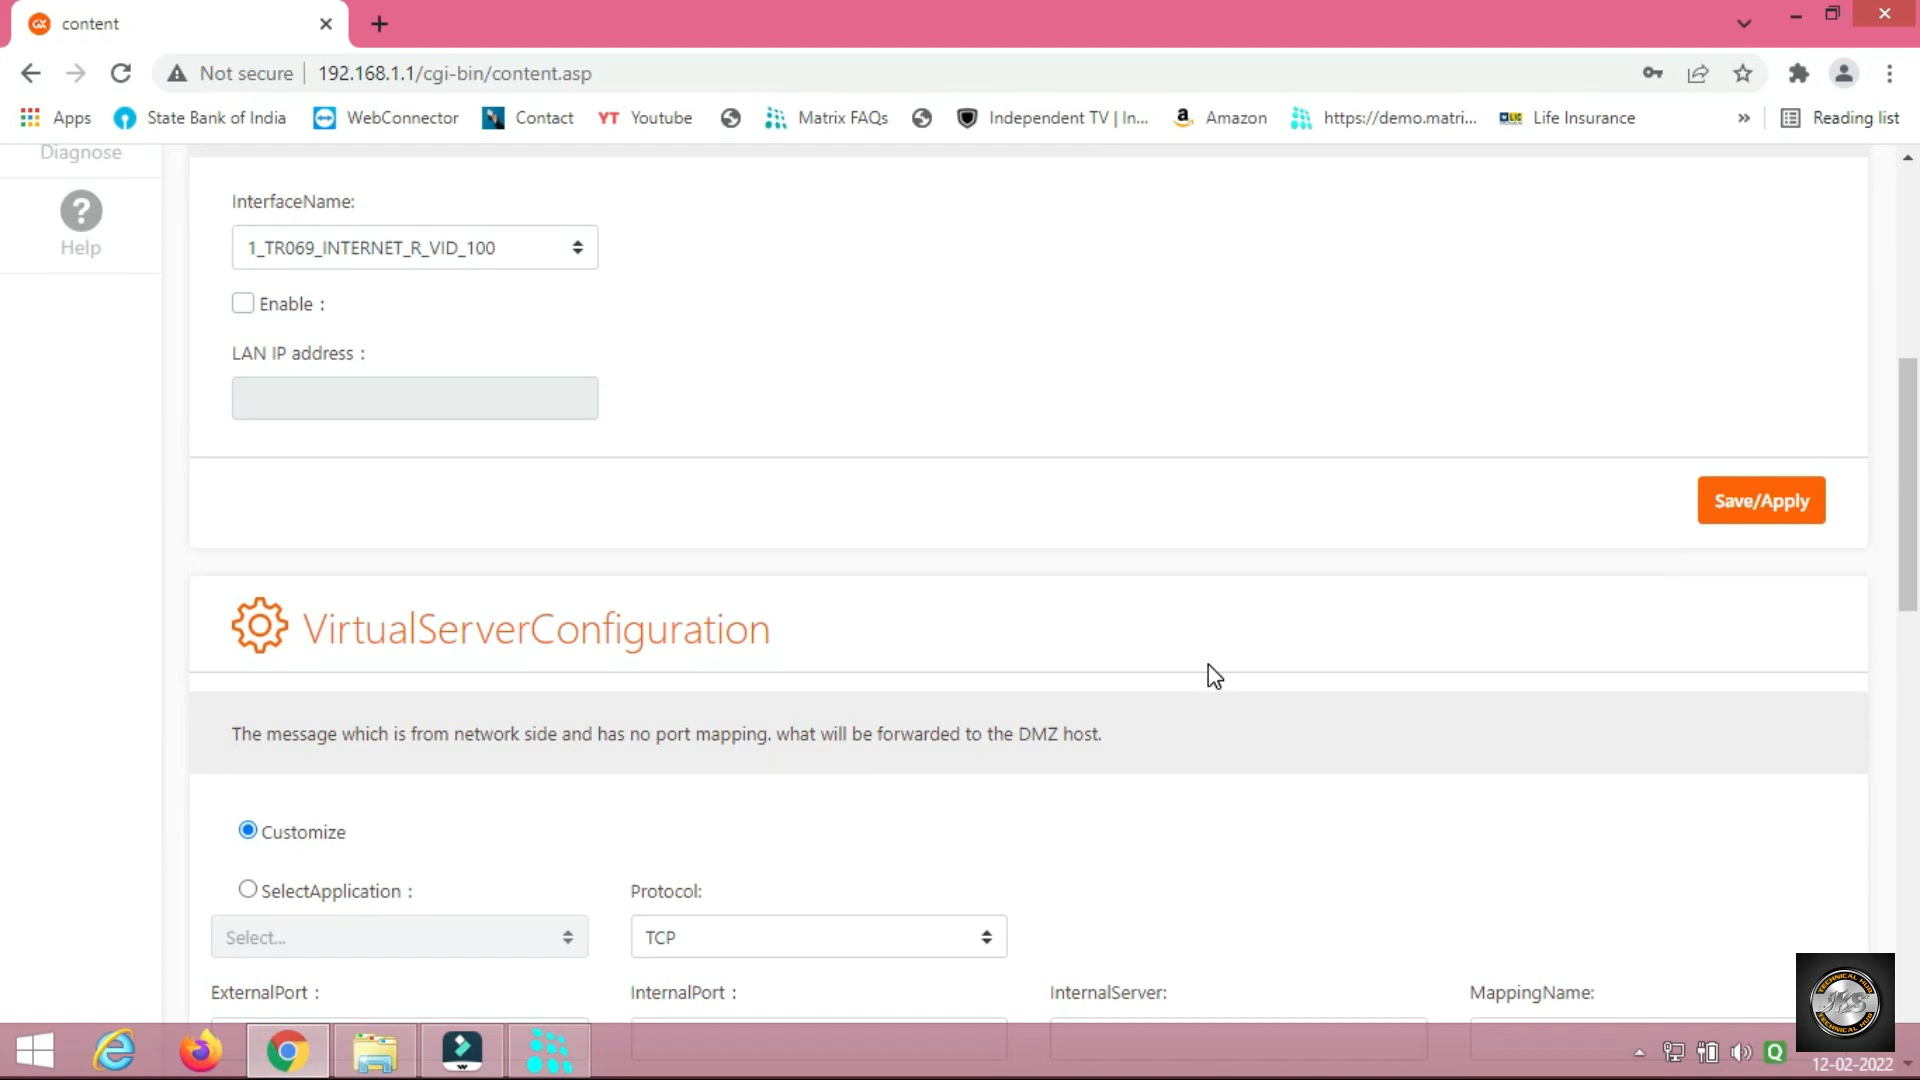 content
Not secure
192.168.1.1/cgi-bin/content.asp
Apps
State Bank of India
WebConnector
Contact
YT Youtube
Matrix FAQs
Independent TV | In...
a Amazon
https://demo.matri...
Life Insurance
»
Reading list
Diagnose
? Help
InterfaceName:
1_TR069_INTERNET_R_VID_100
Enable :
LAN IP address :
Save/Apply
VirtualServerConfiguration
The message which is from network side and has no port mapping. what will be forwarded to the DMZ host.
Customize
SelectApplication :
Protocol:
Select...
TCP
ExternalPort :
InternalPort :
InternalServer:
MappingName:
TECHNICAL HUB
TECHNICAL HUB
12-02-2022